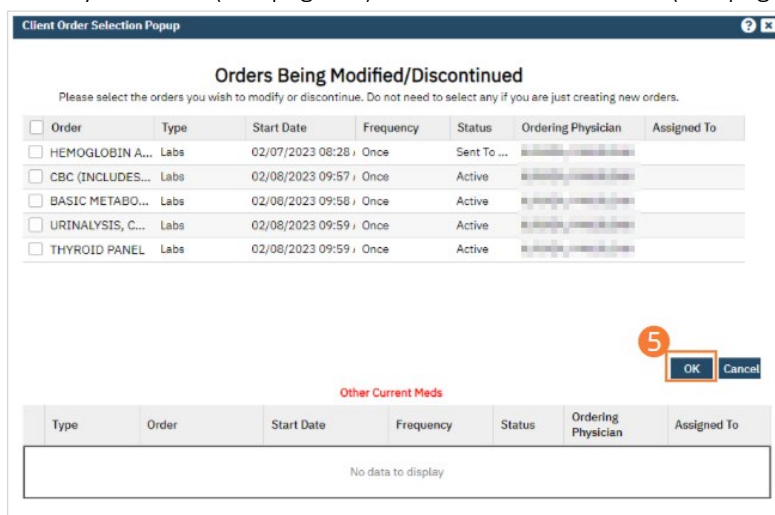 Client Order Selection Popup
Orders Being Modified/Discontinued
Please select the orders you wish to modify or discontinue. Do not need to select any if you are just creating new orders.
Order Type Start Date Frequency Status Ordering Physician Assigned To
HEMOGLOBIN A... Labs 02/07/2023 08:28 Once Sent To ...
CBC (INCLUDES... Labs 02/08/2023 09:57 Once Active
BASIC METABO... Labs 02/08/2023 09:58 Once Active
URINALYSIS, C... Labs 02/08/2023 09:59 Once Active
THYROID PANEL Labs 02/08/2023 09:59 Once Active
5
OK Cancel
Other Current Meds
Type Order Start Date Frequency Status Ordering Physician Assigned To
No data to display